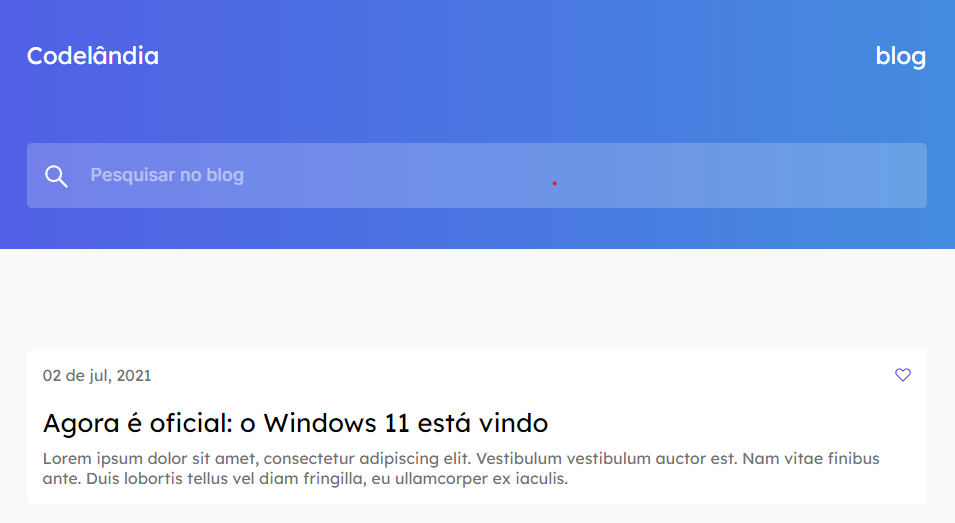 Codelândia
blog
Pesquisar no blog
02 de jul, 2021
Agora é oficial: o Windows 11 está vindo
Lorem ipsum dolor sit amet, consectetur adipiscing elit. Vestibulum vestibulum auctor est. Nam vitae finibus
ante. Duis lobortis tellus vel diam fringilla, eu ullamcorper ex iaculis.